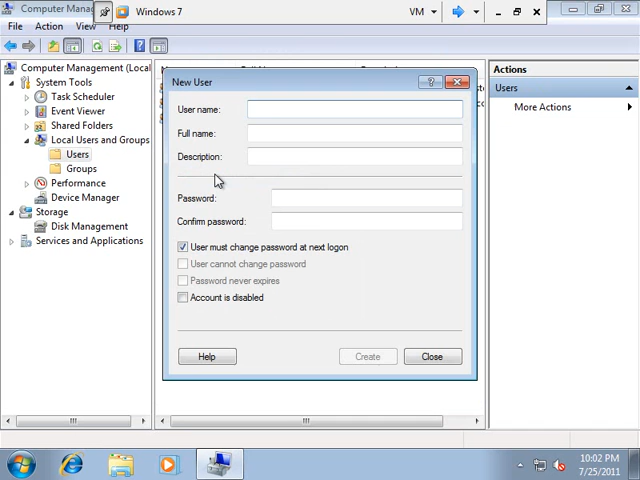 Computer Manag
Windows 7
VM
File Action View Help
Computer Management (Local
System Tools
Task Scheduler
Event Viewer
Shared Folders
Local Users and Groups
Users
Groups
Performance
Device Manager
Storage
Disk Management
Services and Applications
New User
User name:
Full name:
Description:
Password:
Confirm password:
User must change password at next logon
User cannot change password
Password never expires
Account is disabled
Help Create Close
Actions
Users
More Actions
10:02 PM
7/25/2011